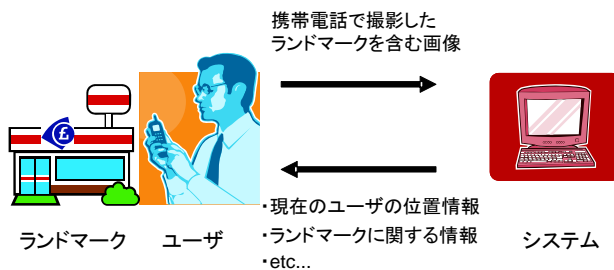 携帯電話で撮影した
ランドマークを含む画像
£
・現在のユーザの位置情報
・ランドマークに関する情報
・etc...
ランドマーク
ユーザ
システム